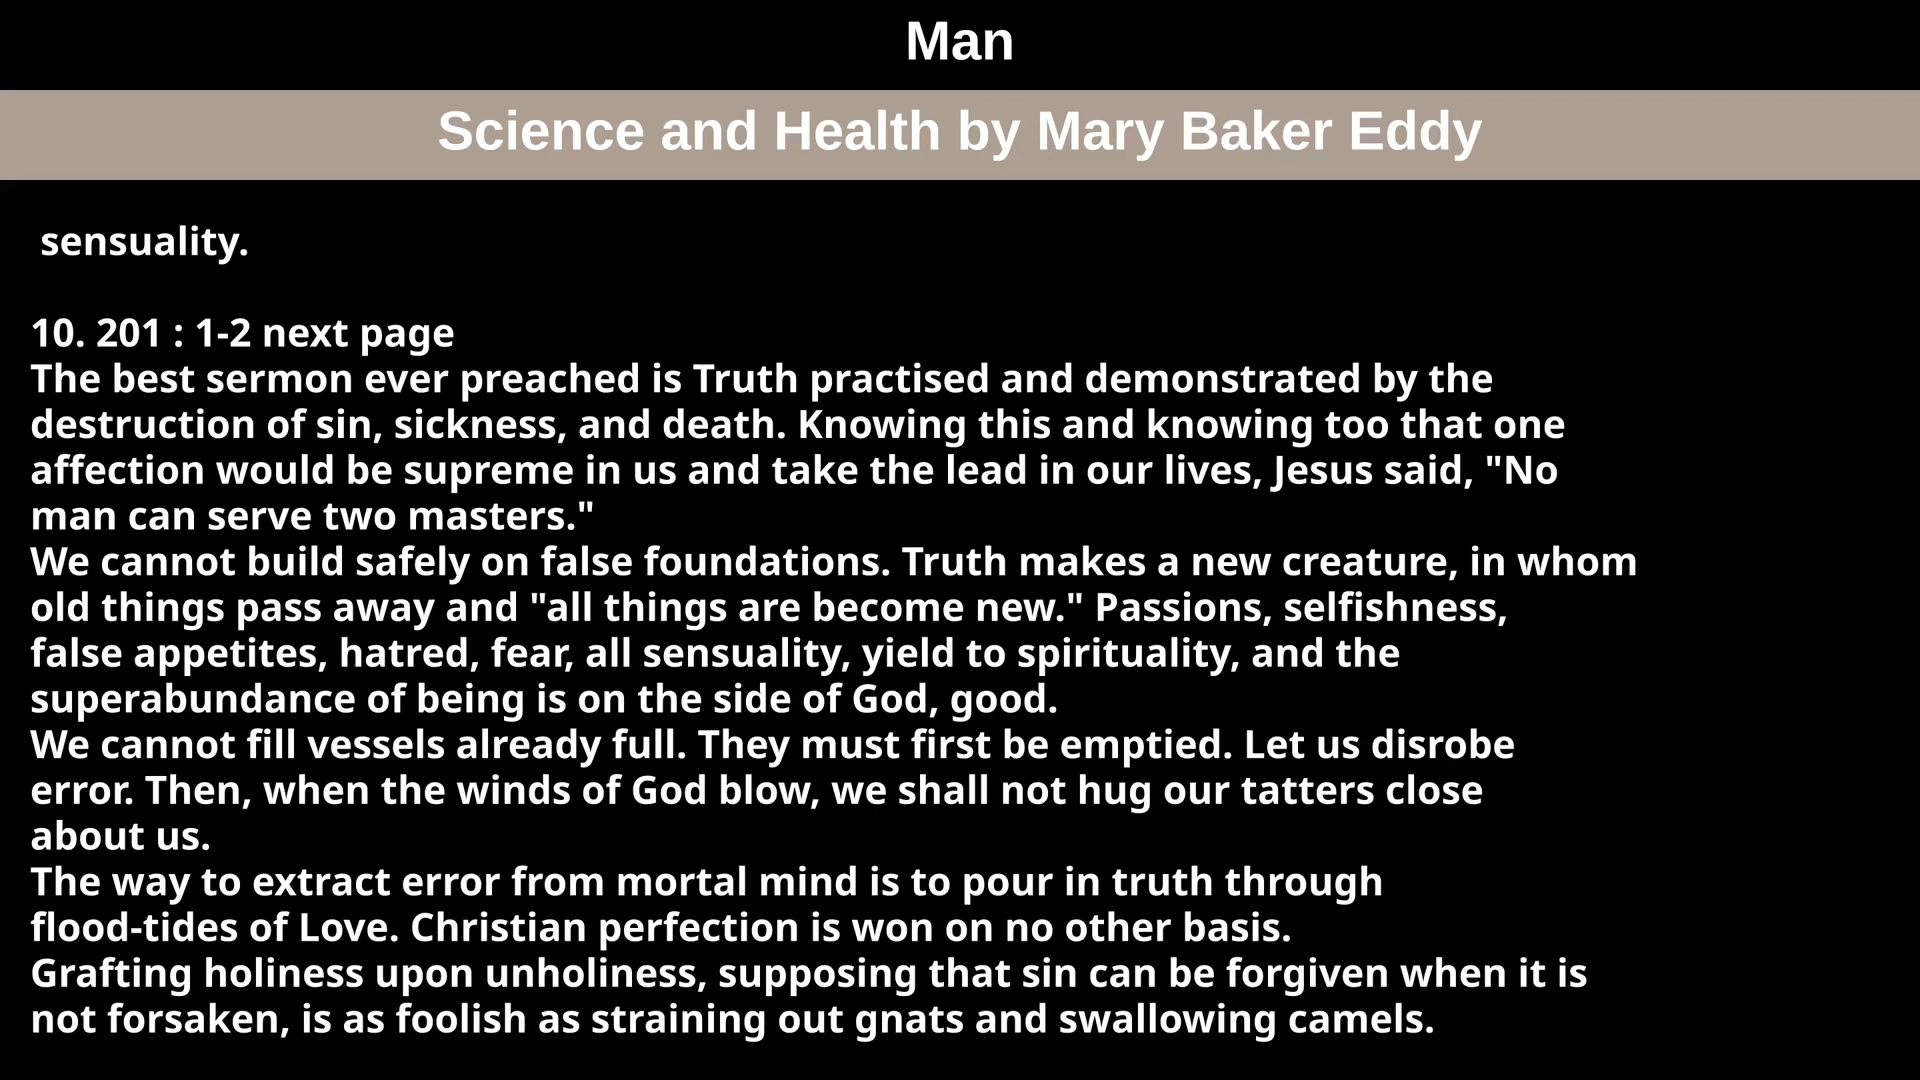 Man
Science and Health by Mary Baker Eddy
sensuality.
10. 201 : 1-2 next page
The best sermon ever preached is Truth practised and demonstrated by the
destruction of sin, sickness, and death. Knowing this and knowing too that one
affection would be supreme in us and take the lead in our lives, Jesus said, "No
man can serve two masters."
We cannot build safely on false foundations. Truth makes a new creature, in whom
old things pass away and "all things are become new." Passions, selfishness,
false appetites, hatred, fear, all sensuality, yield to spirituality, and the
superabundance of being is on the side of God, good.
We cannot fill vessels already full. They must first be emptied. Let us disrobe
error. Then, when the winds of God blow, we shall not hug our tatters close
about us.
The way to extract error from mortal mind is to pour in truth through
flood-tides of Love. Christian perfection is won on no other basis.
Grafting holiness upon unholiness, supposing that sin can be forgiven when it is
not forsaken, is as foolish as straining out gnats and swallowing camels.